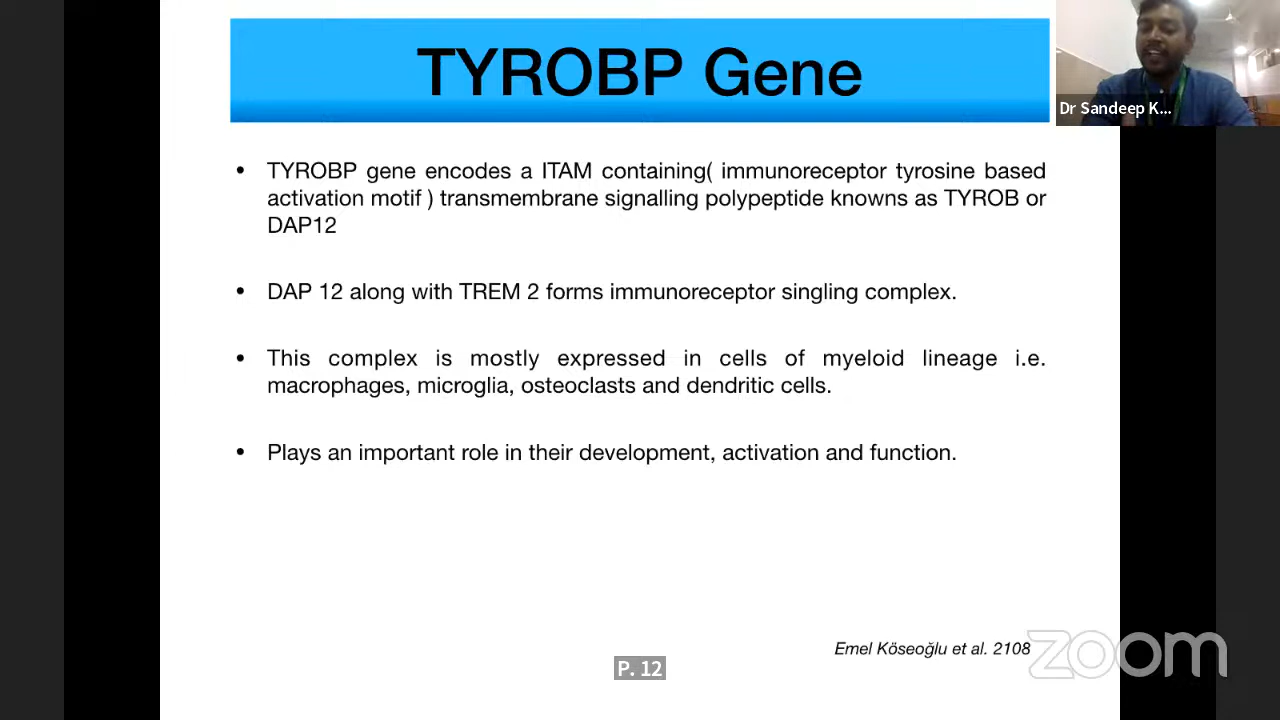 TYROBP Gene
Dr Sandeep K...
• TYROBP gene encodes a ITAM containing( immunoreceptor tyrosine based
activation motif ) transmembrane signalling polypeptide knowns as TYROB or
DAP12
• DAP 12 along with TREM 2 forms immunoreceptor singling complex.
• This complex is mostly expressed in cells of myeloid lineage i.e.
macrophages, microglia, osteoclasts and dendritic cells.
• Plays an important role in their development, activation and function.
Emel Köseoğlu et al. 2108
zoom
P. 12